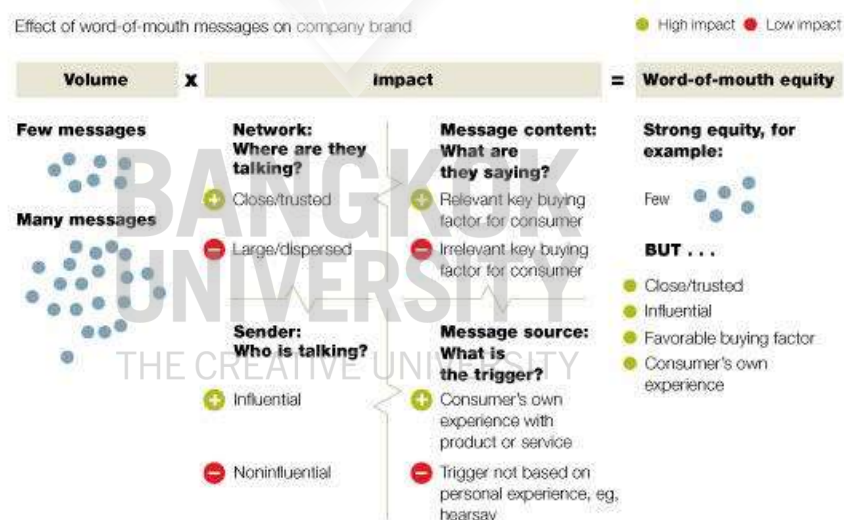 Effect of word-of-mouth messages on company brand
High impact
Low impact
Volume
x
Impact
=
Word-of-mouth equity
Few messages
Many messages
Network:
Where are they
talking?
Close/trusted
Large/dispersed
Message content:
What are
they saying?
Relevant key buying
factor for consumer
Irrelevant key buying
factor for consumer
Sender:
Who is talking?
Influential
Noninfluential
Message source:
What is
the trigger?
Consumer's own
experience with
product or service
Trigger not based on
personal experience, eg,
hearsay
Strong equity, for
example:
Few
BUT . . .
Close/trusted
Influential
Favorable buying factor
Consumer's own
experience
BANGKOK
UNIVERSITY
THE CREATIVE UNIVERSITY